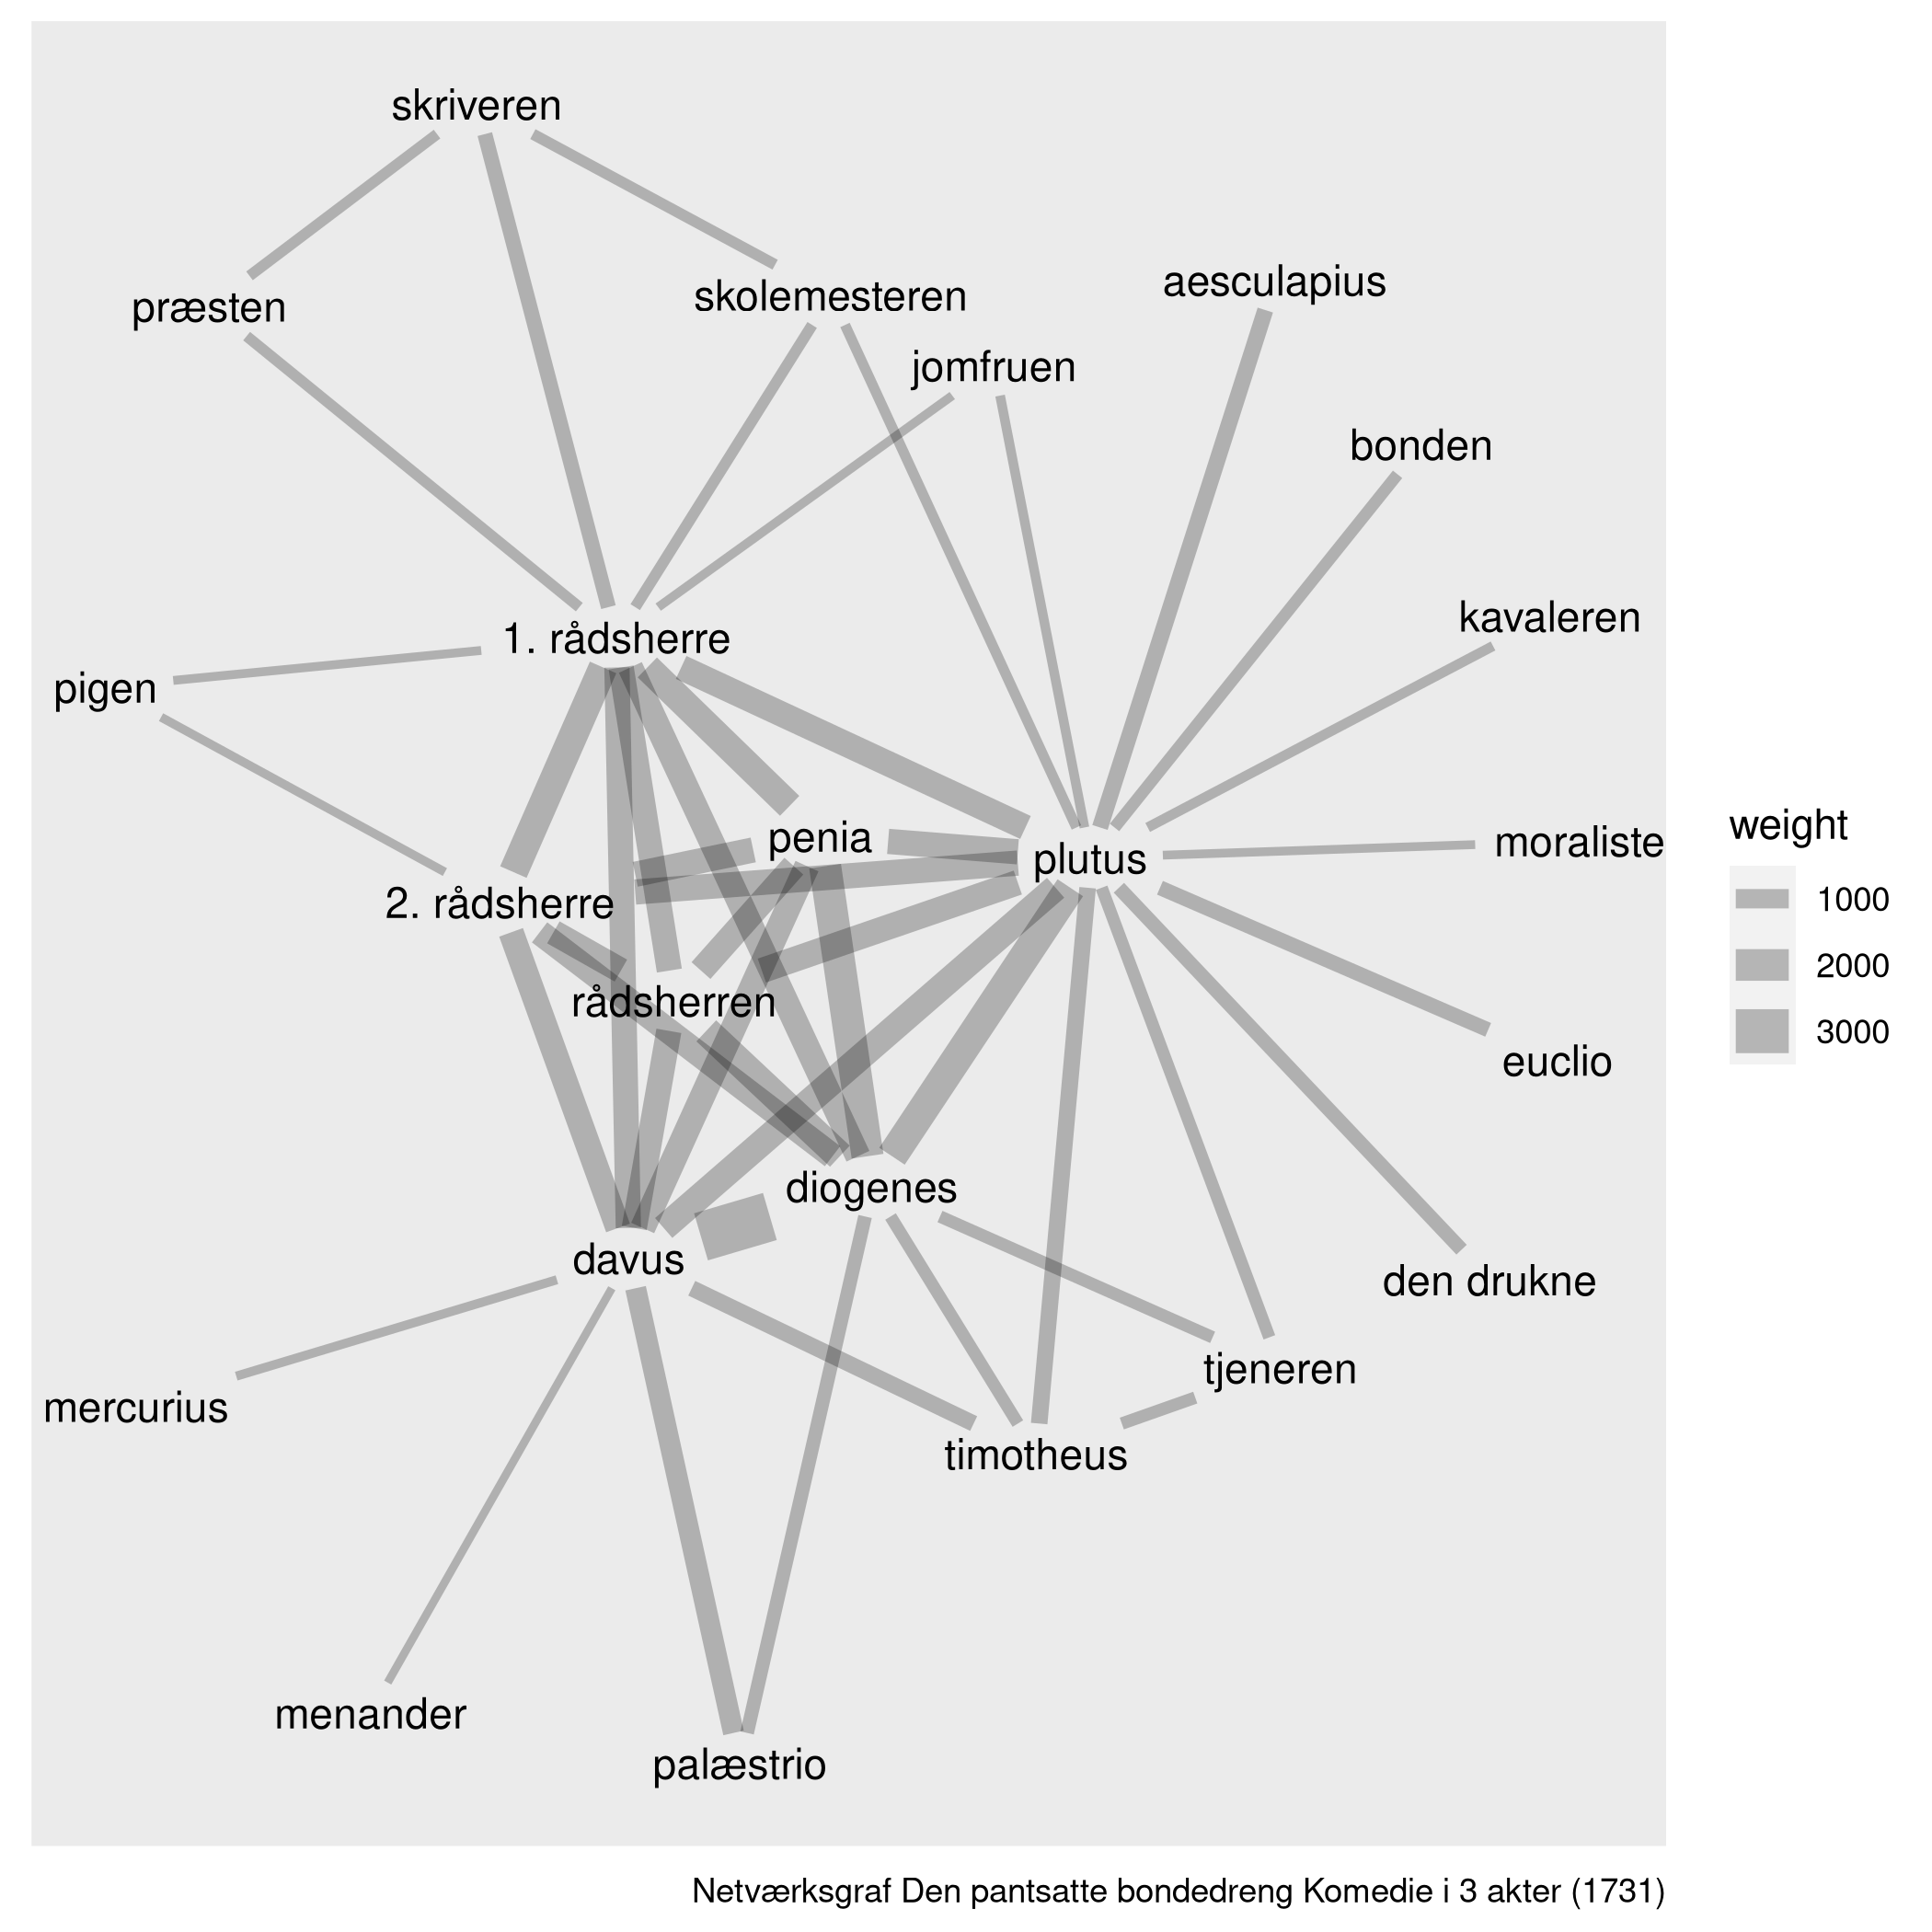 skriveren
aesculapius
skolemesteren
præsten
jomfruen
bonden
kavaleren
1. rådsherre
pigen
penia
plutus
moraliste
2. rådsherre
rådsherren
euclio
diogenes
davus
den drukne
tjeneren
mercurius
timotheus
menander
palæstrio
weight
1000
2000
3000
Netværksgraf Den pantsatte bondedreng Komedie i 3 akter (1731)